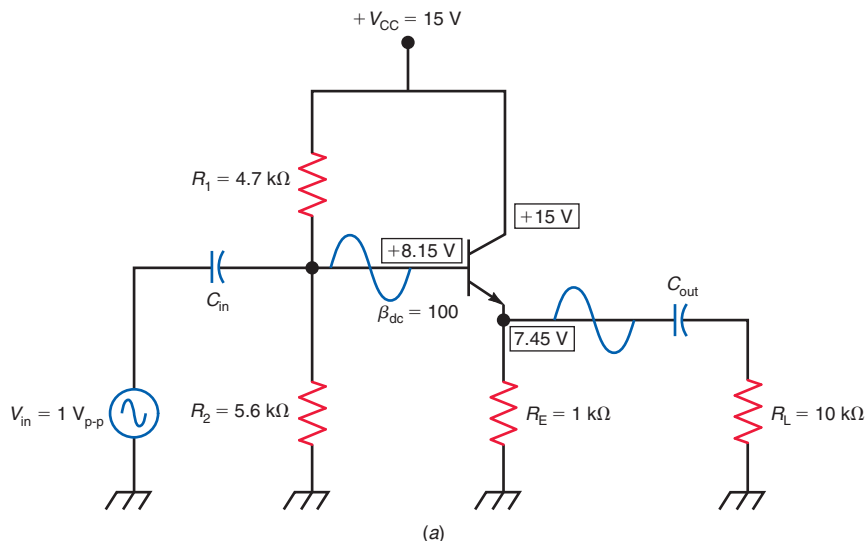 +VCC = 15 V
R1 = 4.7 kΩ
+15 V
+8.15 V
Cin
βdc = 100
Cout
7.45 V
Vin = 1 Vp-p
R2 = 5.6 kΩ
RE = 1 kΩ
RL = 10 kΩ
(a)